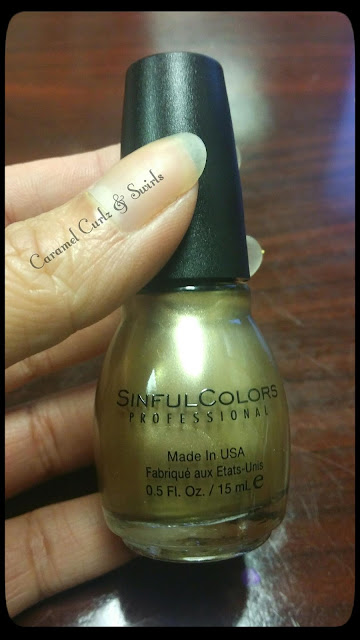 Caramel Curlz & Swirls
SINFULCOLORS
PROFESSIONAL
Made In USA
Fabriqué aux Etats-Unis
0.5 Fl. Oz. / 15 mL ℮